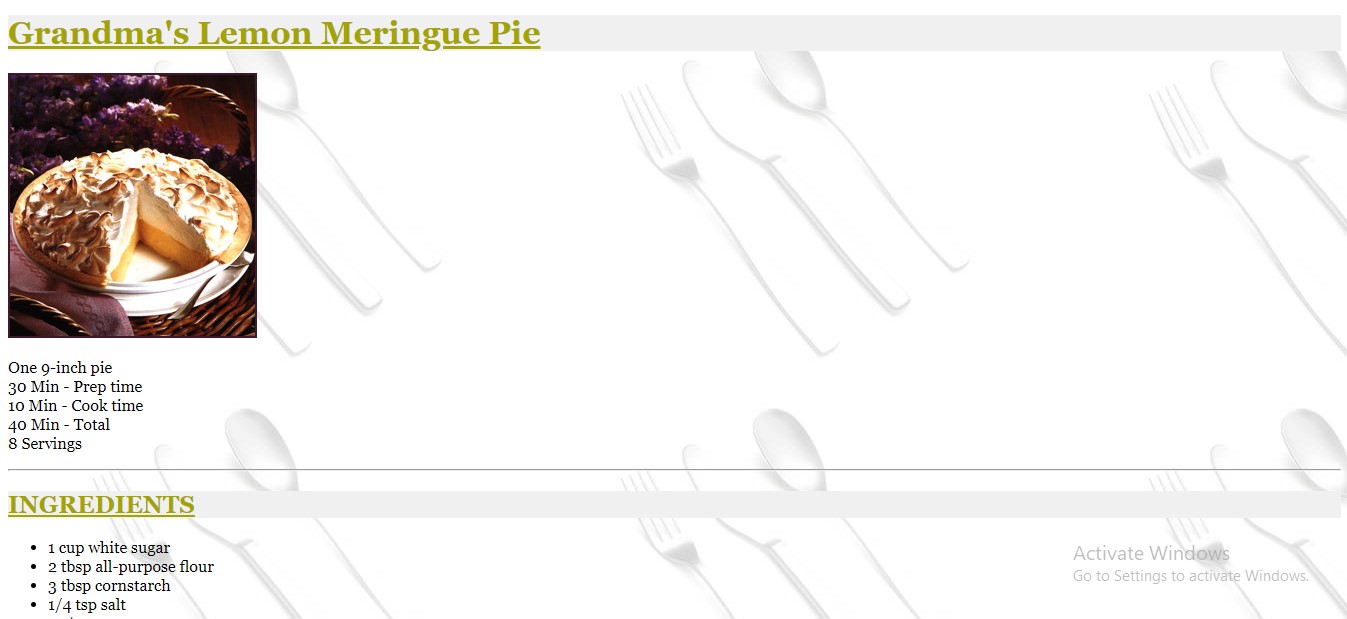 Grandma's Lemon Meringue Pie
One 9-inch pie
30 Min - Prep time
10 Min - Cook time
40 Min - Total
8 Servings
INGREDIENTS
1 cup white sugar
2 tbsp all-purpose flour
3 tbsp cornstarch
1/4 tsp salt
Activate Windows
Go to Settings to activate Windows.